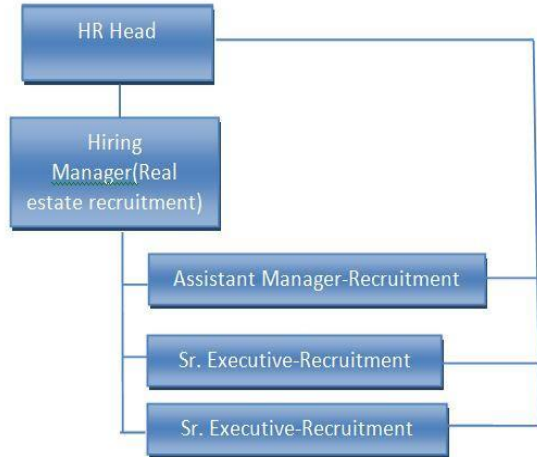 HR Head
Hiring
Manager(Real
estate recruitment)
Assistant Manager-Recruitment
Sr. Executive-Recruitment
Sr. Executive-Recruitment